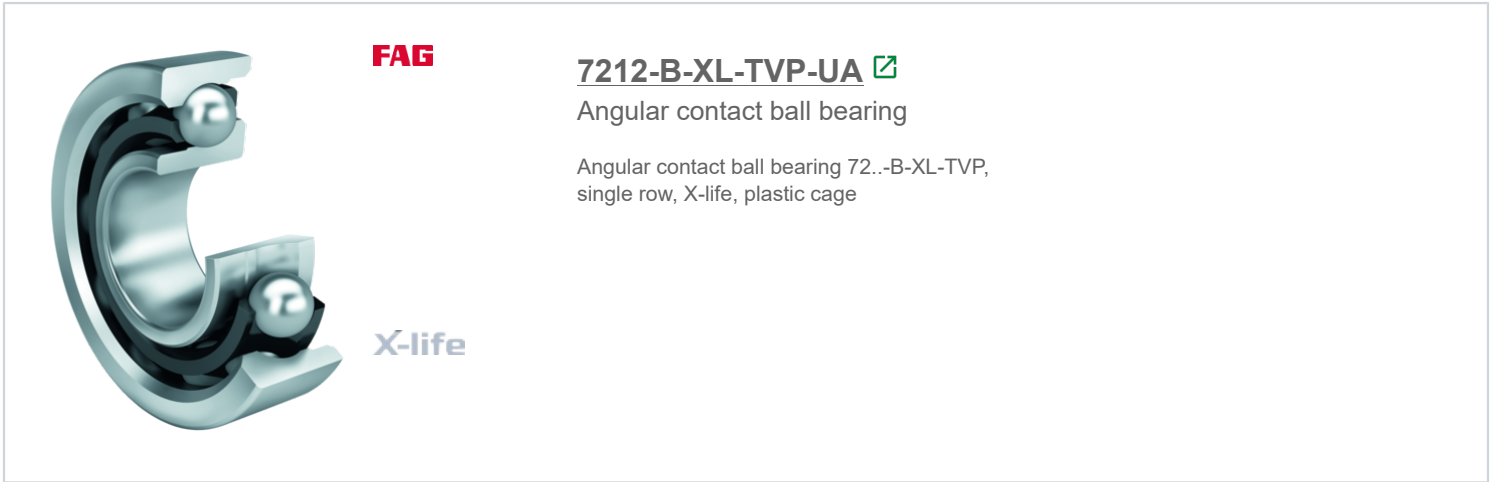 FAG
7212-B-XL-TVP-UA
Angular contact ball bearing
Angular contact ball bearing 72..-B-XL-TVP,
single row, X-life, plastic cage
X-life